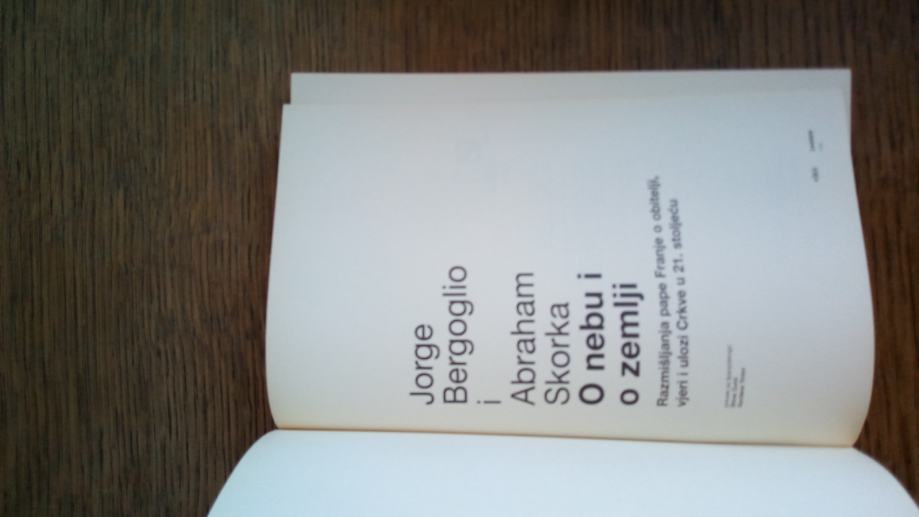 Jorge
Bergoglio
i
Abraham
Skorka
O nebu i
o zemlji
Razmišljanja pape Franje o obitelji,
vjeri i ulozi Crkve u 21. stoljeću